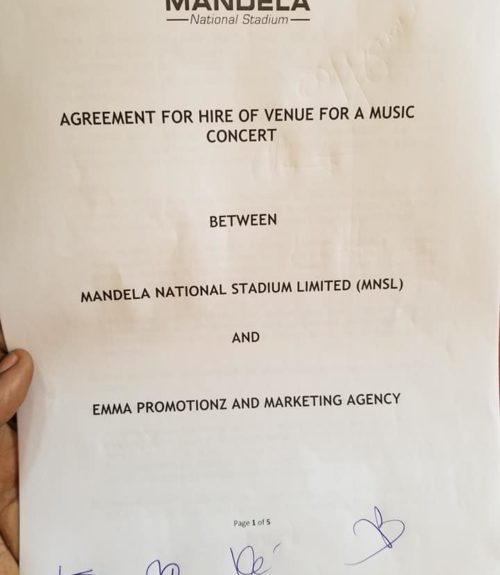 MANDELA
National Stadium
AGREEMENT FOR HIRE OF VENUE FOR A MUSIC
CONCERT
BETWEEN
MANDELA NATIONAL STADIUM LIMITED (MNSL)
AND
EMMA PROMOTIONZ AND MARKETING AGENCY
Page 1 of 5